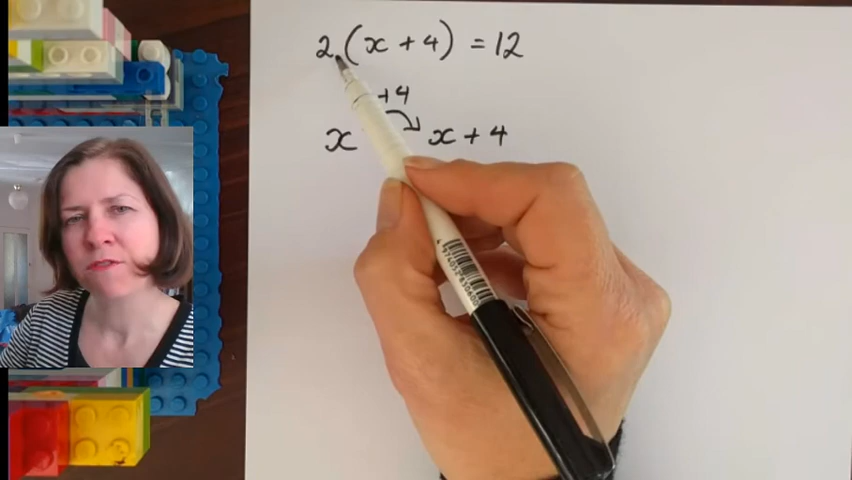 2(x + 4) = 12
+4
x x + 4